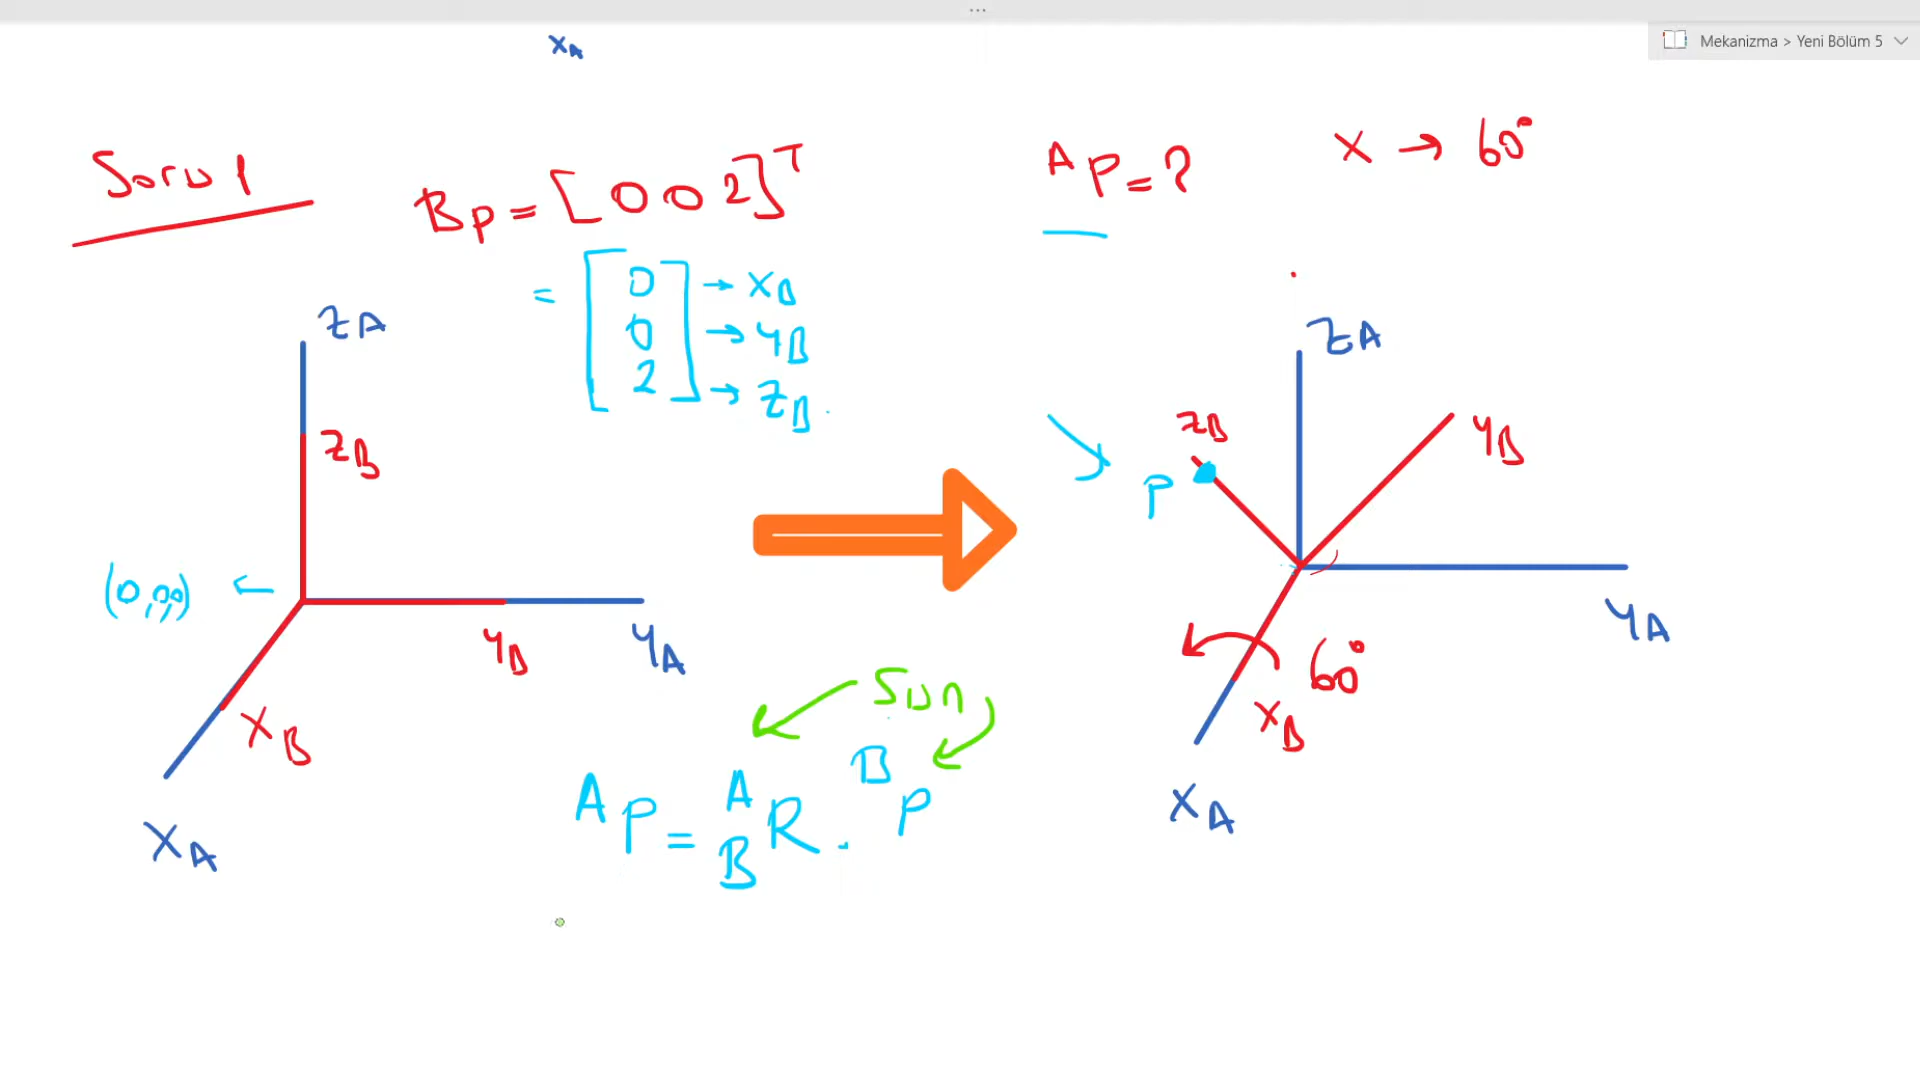 ...
Mekanizma > Yeni Bölüm 5
XA
Soru 1
Bp = [0 0 2]ᵀ
Ap = ?
X → 60°
= [0 → XB
0 → YB
2] → ZB
ZA
ZB
(0,0,0) ←
YB
YA
XB
XA
Sun
ᴬP = ᴬ_B R . ᴮP
ZA
ZB
YB
P
YA
60°
XB
XA